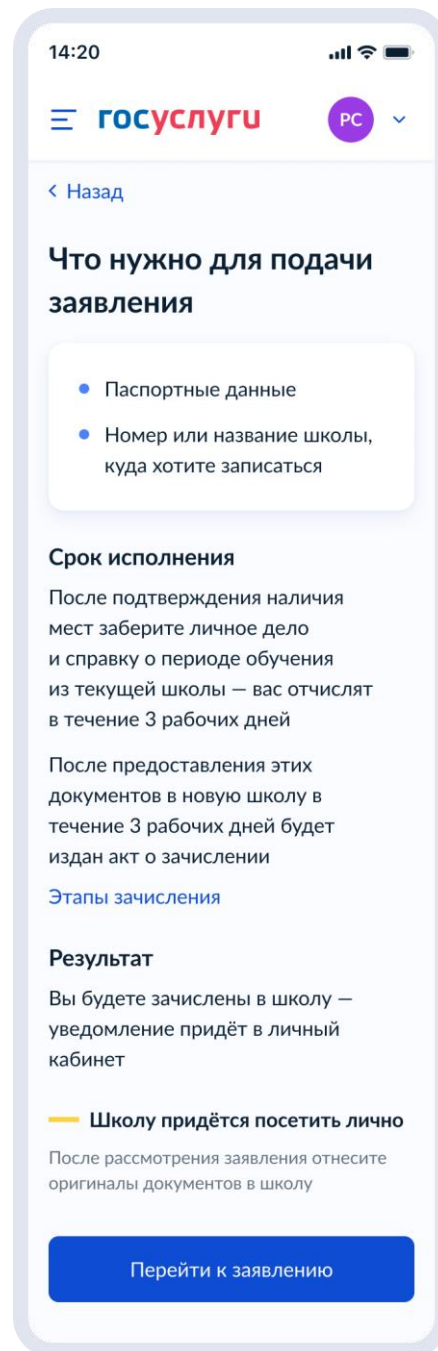 14:20
госуслуги
РС
Назад
Что нужно для подачи
заявления
Паспортные данные
Номер или название школы,
куда хотите записаться
Срок исполнения
После подтверждения наличия
мест заберите личное дело
и справку о периоде обучения
из текущей школы — вас отчислят
в течение 3 рабочих дней
После предоставления этих
документов в новую школу в
течение 3 рабочих дней будет
издан акт о зачислении
Этапы зачисления
Результат
Вы будете зачислены в школу —
уведомление придёт в личный
кабинет
Школу придётся посетить лично
После рассмотрения заявления отнесите
оригиналы документов в школу
Перейти к заявлению